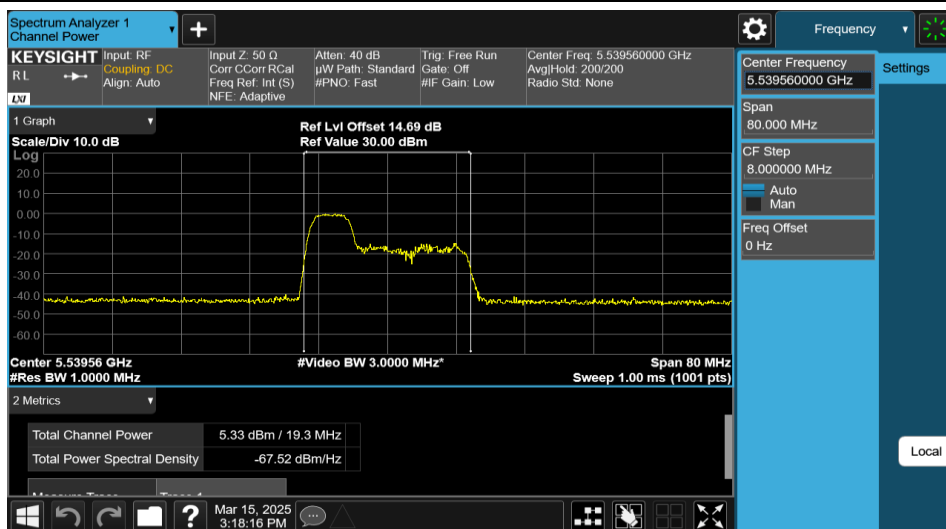 Spectrum Analyzer 1
Channel Power
Frequency
KEYSIGHT
R L
LXI
Input: RF
Coupling: DC
Align: Auto
Input Z: 50 Ω
Corr CCorr RCal
Freq Ref: Int (S)
NFE: Adaptive
Atten: 40 dB
µW Path: Standard
#PNO: Fast
Trig: Free Run
Gate: Off
#IF Gain: Low
Center Freq: 5.539560000 GHz
Avg|Hold: 200/200
Radio Std: None
Center Frequency
5.539560000 GHz
Settings
Span
80.000 MHz
CF Step
8.000000 MHz
Auto
Man
Freq Offset
0 Hz
1 Graph
Scale/Div 10.0 dB
Ref Lvl Offset 14.69 dB
Ref Value 30.00 dBm
Log
20.0
10.0
0.00
-10.0
-20.0
-30.0
-40.0
-50.0
-60.0
Center 5.53956 GHz
#Video BW 3.0000 MHz*
Span 80 MHz
#Res BW 1.0000 MHz
Sweep 1.00 ms (1001 pts)
2 Metrics
Total Channel Power 5.33 dBm / 19.3 MHz
Total Power Spectral Density -67.52 dBm/Hz
Measure Trace Trace 1
Local
Mar 15, 2025
3:18:16 PM